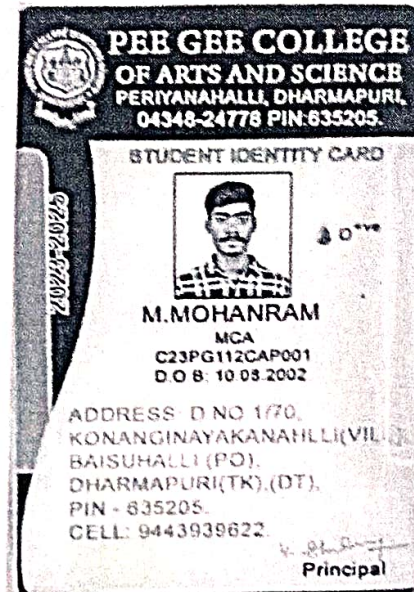 PEE GEE COLLEGE
OF ARTS AND SCIENCE
PERIYANAHALLI, DHARMAPURI,
04348-24778 PIN:635205.
STUDENT IDENTITY CARD
O+ve
M.MOHANRAM
MCA
C23PG112CAP001
D.O B: 10.08.2002
ADDRESS: D NO 1/70,
KONANGINAYAKANAHLLI(VIL
BAISUHALLI (PO),
DHARMAPURI(TK),(DT),
PIN - 635205.
CELL: 9443939622.
Principal